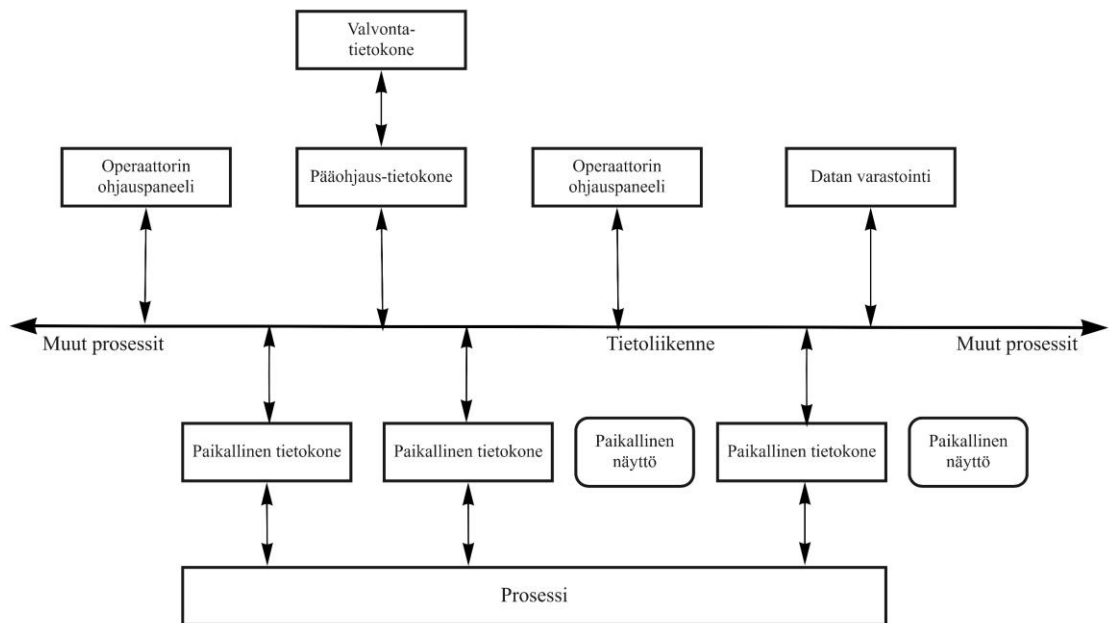 Valvonta-
tietokone
Operaattorin
ohjauspaneeli
Pääohjaus-tietokone
Operaattorin
ohjauspaneeli
Datan varastointi
Muut prosessit
Tietoliikenne
Muut prosessit
Paikallinen tietokone
Paikallinen tietokone
Paikallinen
näyttö
Paikallinen tietokone
Paikallinen
näyttö
Prosessi